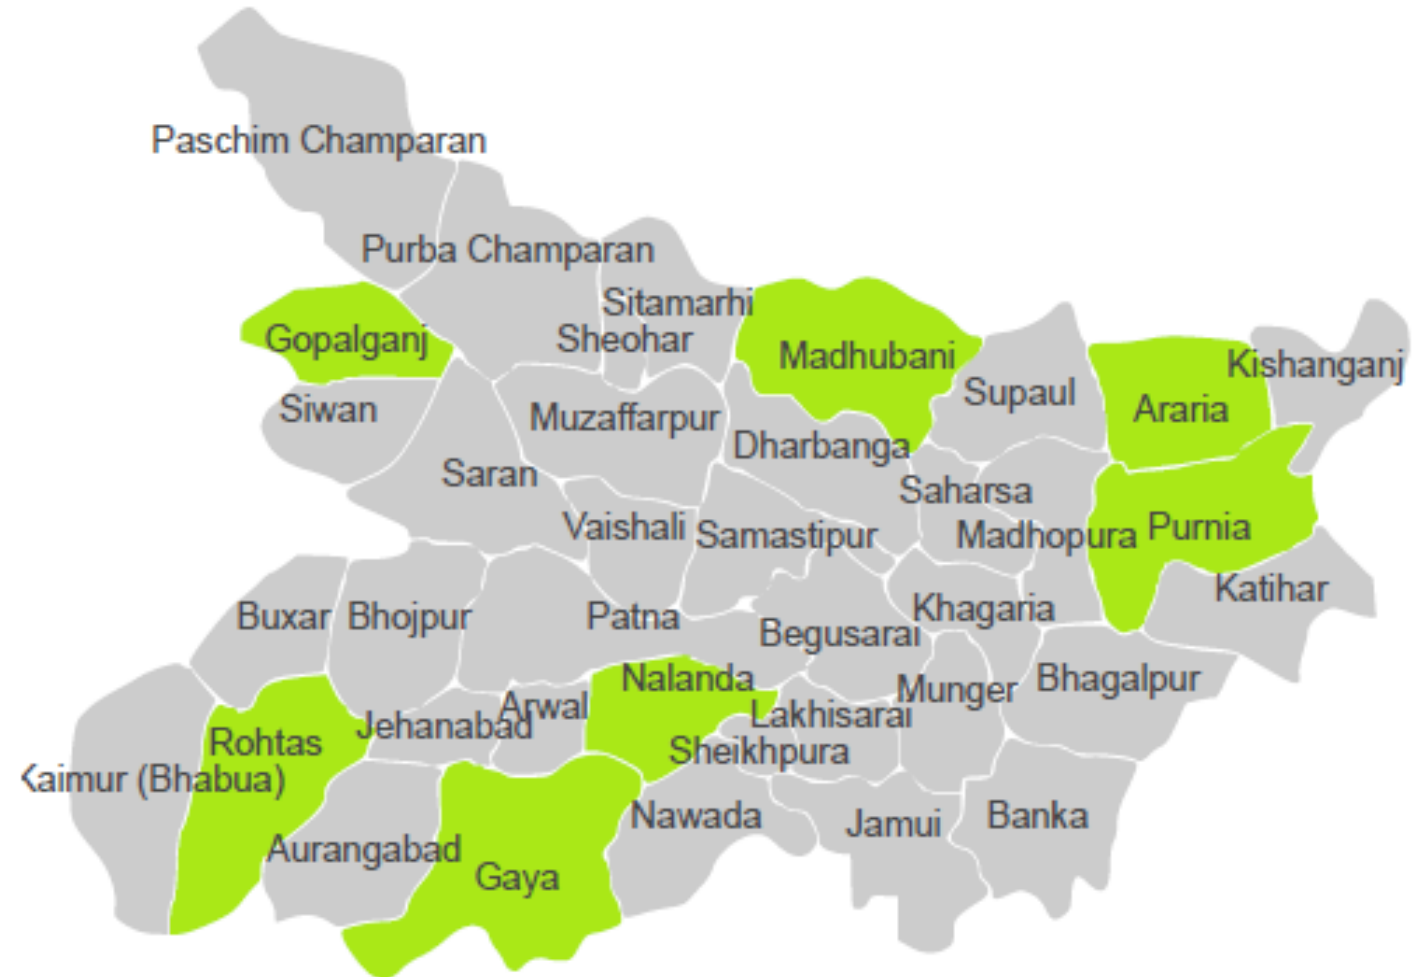 Paschim Champaran
Purba Champaran
Sitamarhi
Gopalganj
Sheohar
Madhubani
Kishanganj
Supaul
Siwan
Araria
Muzaffarpur
Dharbanga
Saran
Saharsa
Vaishali
Samastipur
Madhopura
Purnia
Katihar
Buxar
Bhojpur
Patna
Khagaria
Begusarai
Nalanda
Munger
Bhagalpur
Arwal
Jehanabad
Lakhisarai
Rohtas
Sheikhpura
Kaimur (Bhabua)
Nawada
Jamui
Banka
Aurangabad
Gaya